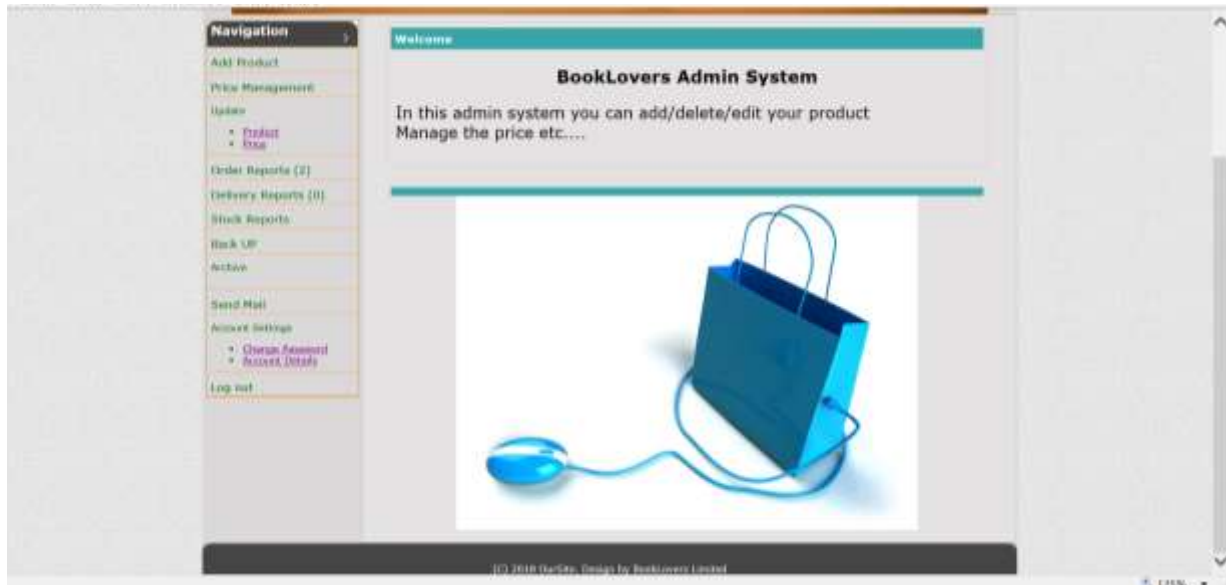 Navigation
Add Product
Price Management
Update
Product
Price
Order Reports (2)
Delivery Reports (0)
Stock Reports
Back UP
Archive
Send Mail
Account Settings
Change Password
Account Details
Log out
Welcome
BookLovers Admin System
In this admin system you can add/delete/edit your product
Manage the price etc....
(C) 2018 OurSite. Design by BookLovers Limited